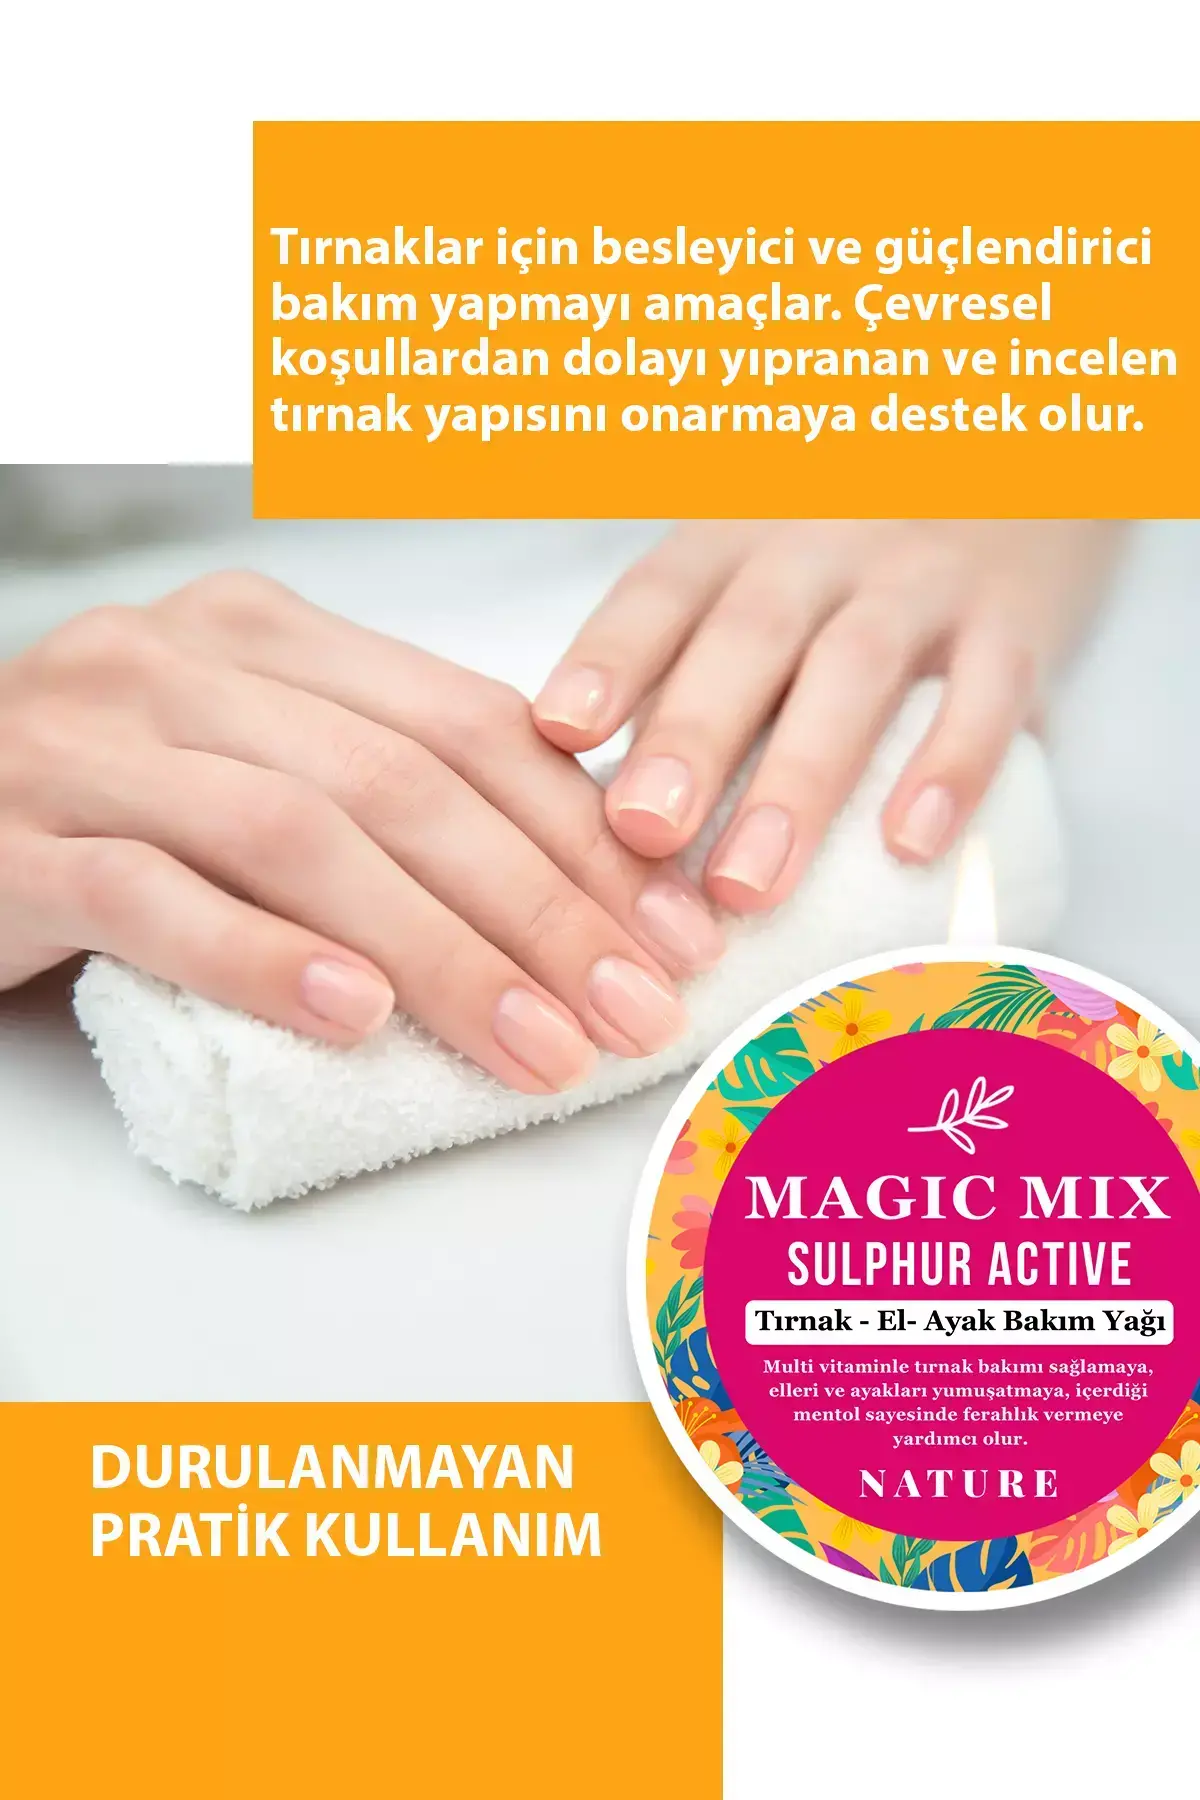 Tırnaklar için besleyici ve güçlendirici
bakım yapmayı amaçlar. Çevresel
koşullardan dolayı yıpranan ve incelen
tırnak yapısını onarmaya destek olur.
MAGIC MIX
SULPHUR ACTIVE
Tırnak - El- Ayak Bakım Yağı
Multi vitaminle tırnak bakımı sağlamaya,
elleri ve ayakları yumuşatmaya, içerdiği
mentol sayesinde ferahlık vermeye
yardımcı olur.
NATURE
DURULANMAYAN
PRATİK KULLANIM